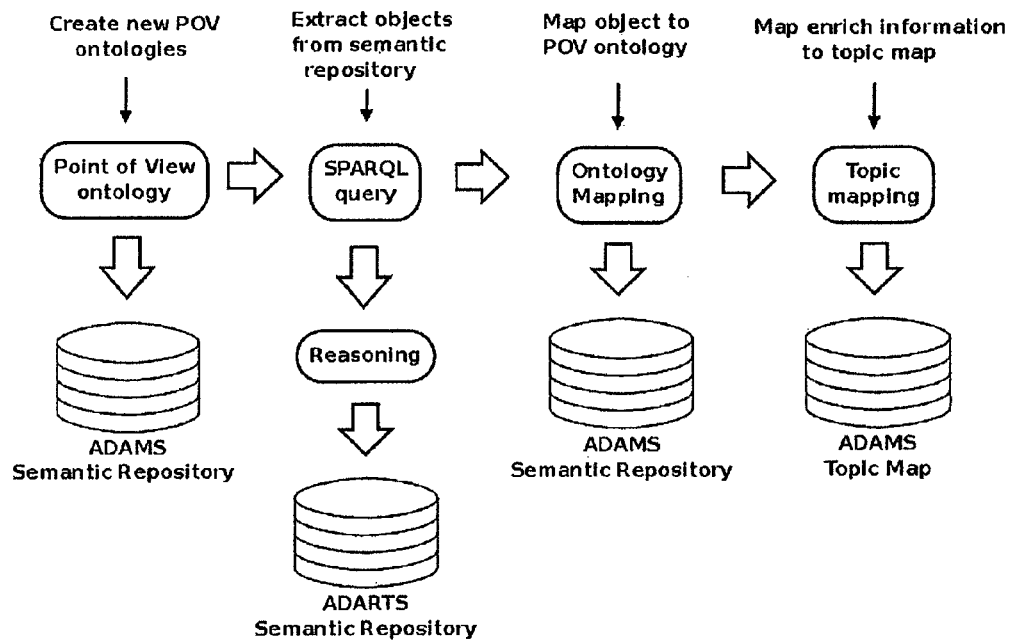 Create new POV
ontologies
Extract objects
from semantic
repository
Map object to
POV ontology
Map enrich information
to topic map
Point of View
ontology
SPARQL
query
Ontology
Mapping
Topic
mapping
Reasoning
ADAMS
Semantic Repository
ADARTS
Semantic Repository
ADAMS
Semantic Repository
ADAMS
Topic Map